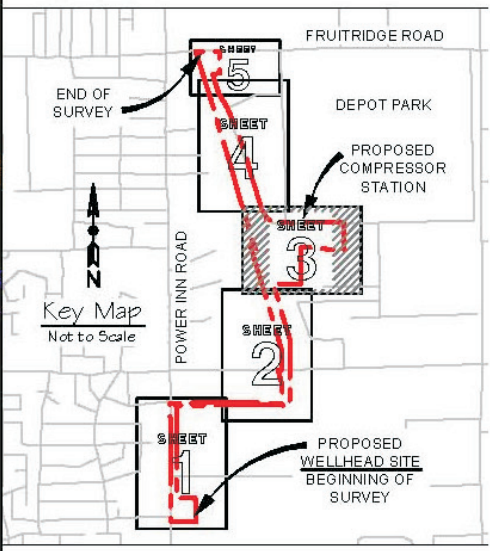 FRUITRIDGE ROAD
SHEET
5
END OF
SURVEY
DEPOT PARK
SHEET
4
PROPOSED
COMPRESSOR
STATION
SHEET
3
N
POWER INN ROAD
Key Map
Not to Scale
SHEET
2
SHEET
1
PROPOSED
WELLHEAD SITE
BEGINNING OF
SURVEY